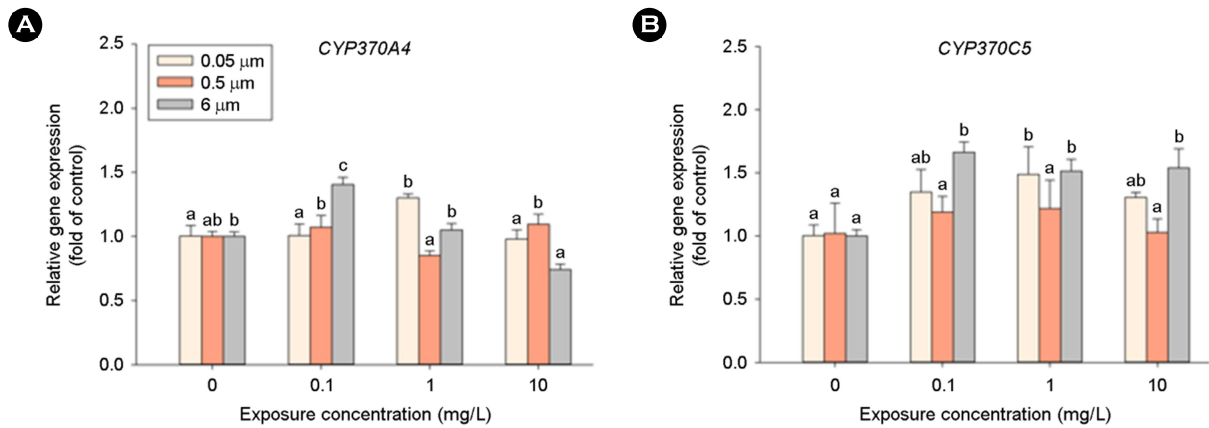 A
CYP370A4
0.05 μm
0.5 μm
6 μm
Relative gene expression
(fold of control)
2.5
2.0
1.5
1.0
0.5
0.0
a ab b
a b c
b a b
a b a
0 0.1 1 10
Exposure concentration (mg/L)
B
CYP370C5
Relative gene expression
(fold of control)
2.5
2.0
1.5
1.0
0.5
0.0
a a a
ab a b
b a b
ab a b
0 0.1 1 10
Exposure concentration (mg/L)